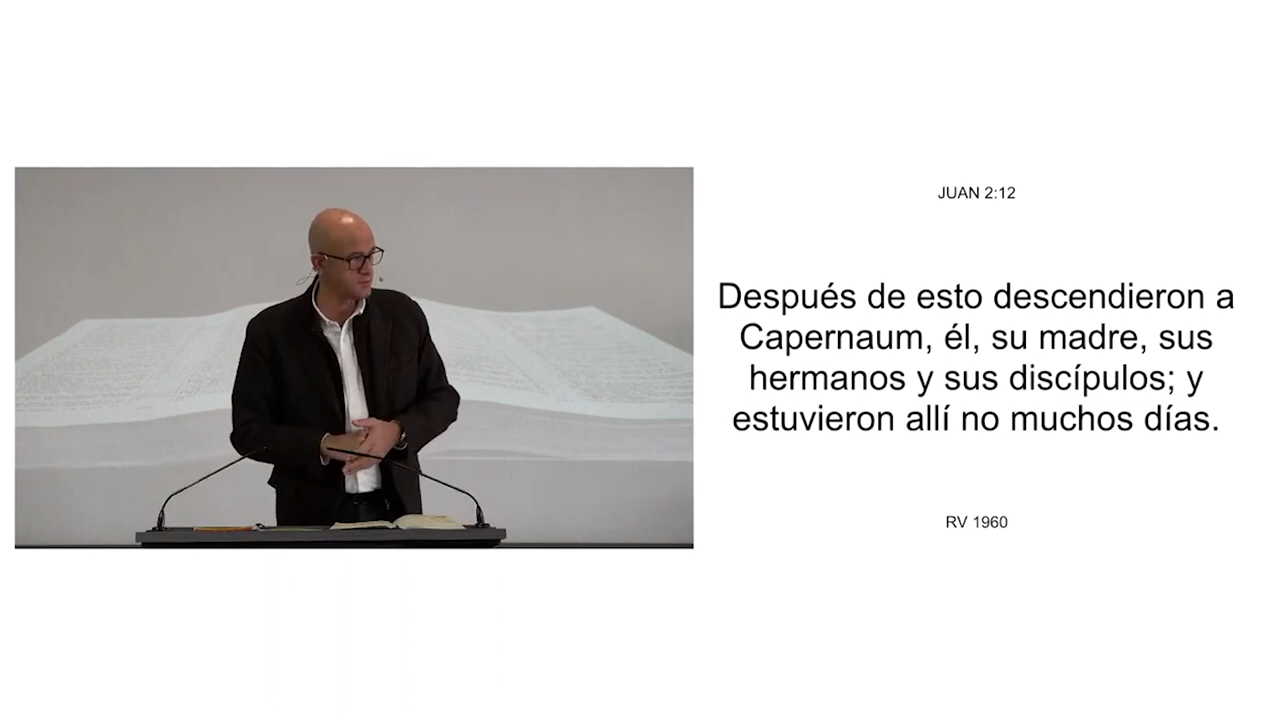 JUAN 2:12
Después de esto descendieron a
Capernaum, él, su madre, sus
hermanos y sus discípulos; y
estuvieron allí no muchos días.
RV 1960